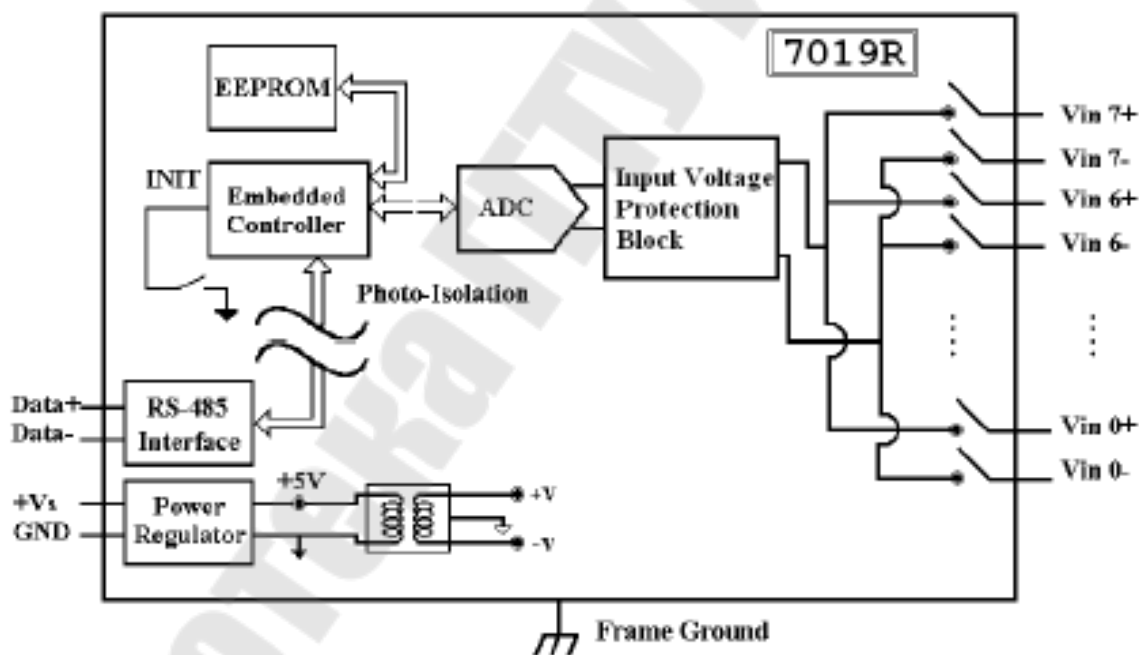 7019R
EEPROM
INIT
Embedded
Controller
ADC
Input Voltage
Protection
Block
Vin 7+
Vin 7-
Vin 6+
Vin 6-
Photo-Isolation
Data+
Data-
RS-485
Interface
Vin 0+
Vin 0-
+Vs
GND
Power
Regulator
+5V
+V
-V
Frame Ground